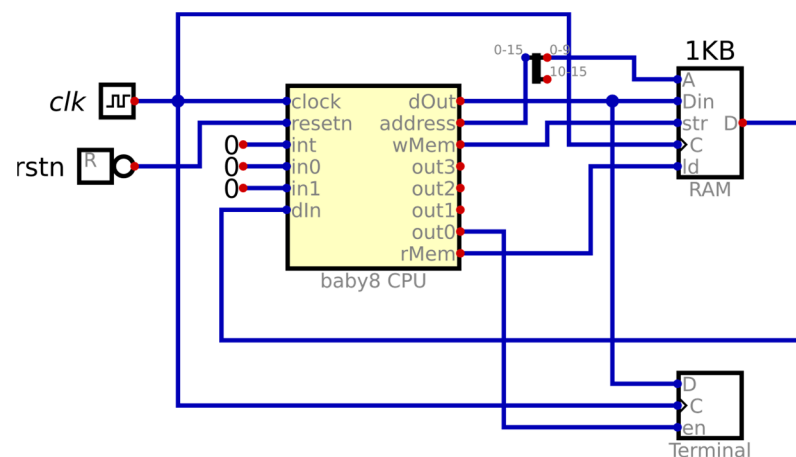 0-15
0-9
10-15
1KB
clk
rstn
R
0
0
0
clock
resetn
int
in0
in1
dIn
dOut
address
wMem
out3
out2
out1
out0
rMem
baby8 CPU
A
Din
str
C
ld
D
RAM
D
C
en
Terminal